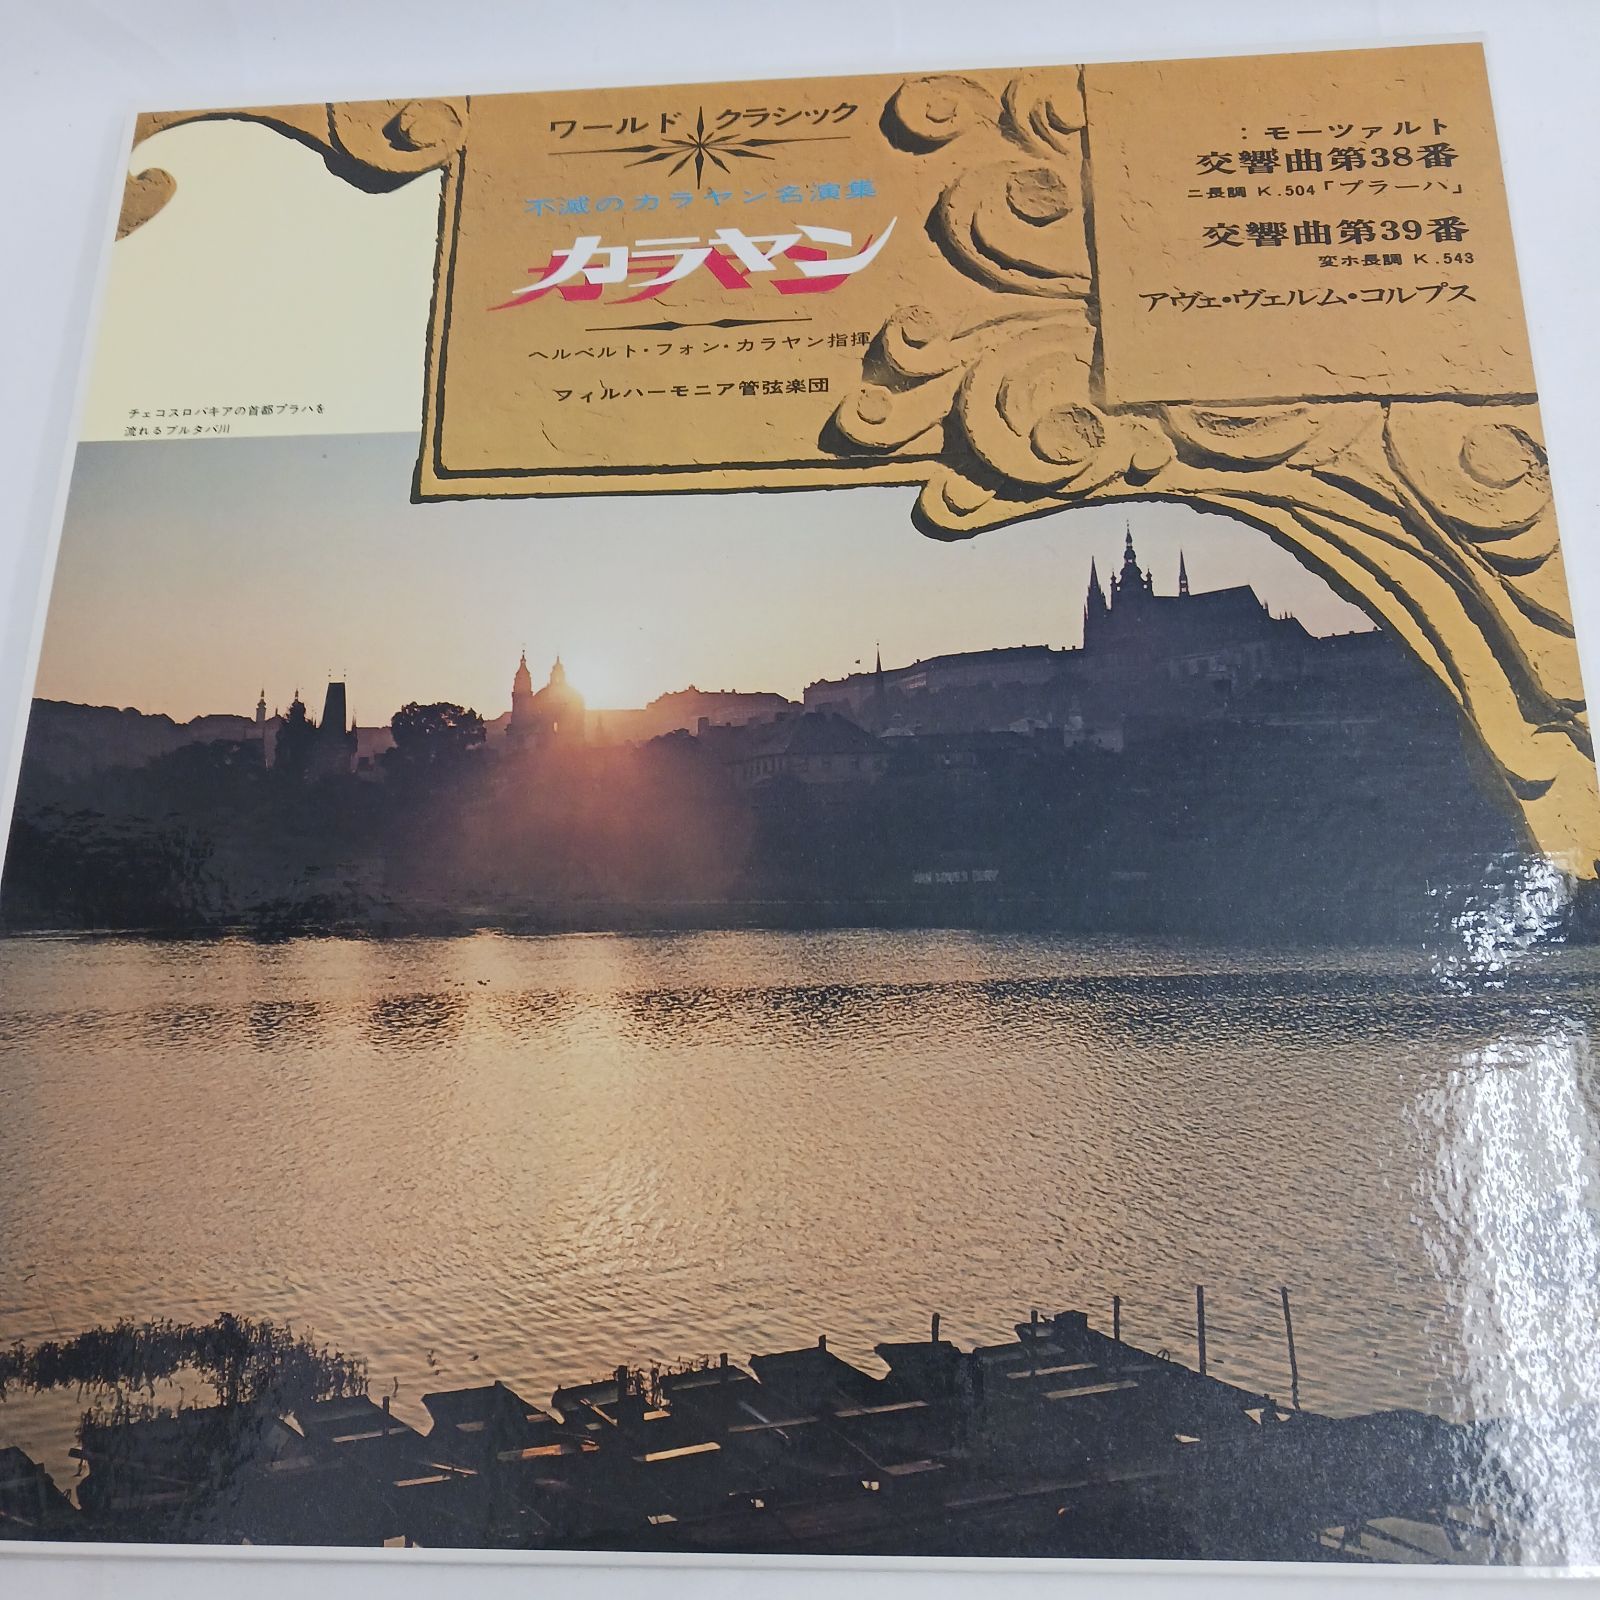 ワールド クラシック
不滅のカラヤン名演集
カラヤン
ヘルベルト・フォン・カラヤン指揮
フィルハーモニア管弦楽団
：モーツァルト
交響曲第38番
ニ長調 K.504「プラーハ」
交響曲第39番
変ホ長調 K.543
アヴェ・ヴェルム・コルプス
チェコスロバキアの首都プラハを
流れるブルタバ川